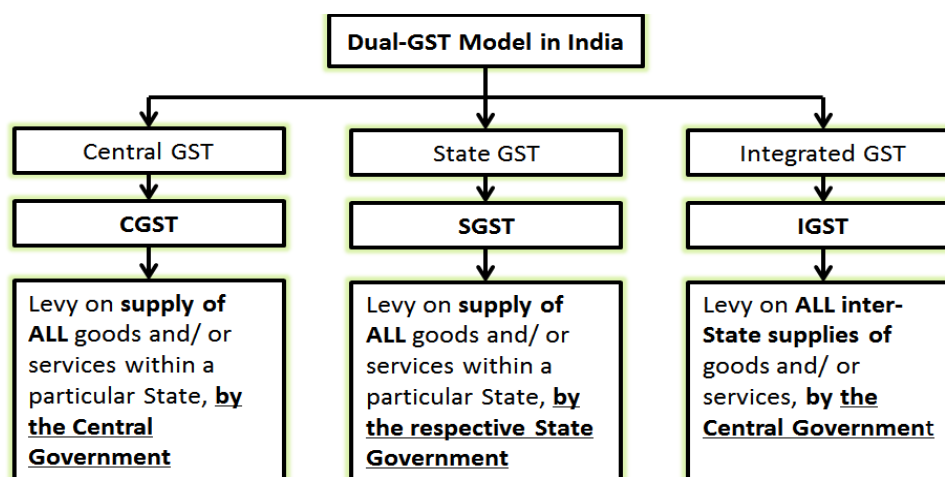 Dual-GST Model in India
Central GST
State GST
Integrated GST
CGST
SGST
IGST
Levy on supply of
ALL goods and/ or
services within a
particular State, by
the Central
Government
Levy on supply of
ALL goods and/ or
services within a
particular State, by
the respective State
Government
Levy on ALL inter-
State supplies of
goods and/ or
services, by the
Central Government